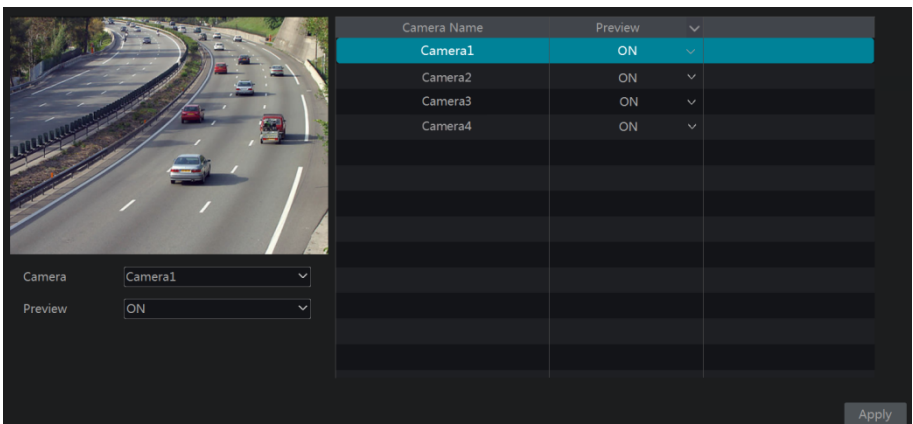 Camera Name Preview
Camera1 ON
Camera2 ON
Camera3 ON
Camera4 ON
Camera Camera1
Preview ON
Apply